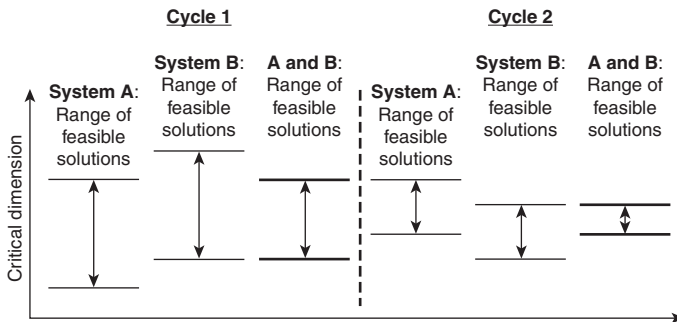 Cycle 1
Cycle 2
System A:
Range of
feasible
solutions
System B:
Range of
feasible
solutions
A and B:
Range of
feasible
solutions
System A:
Range of
feasible
solutions
System B:
Range of
feasible
solutions
A and B:
Range of
feasible
solutions
Critical dimension